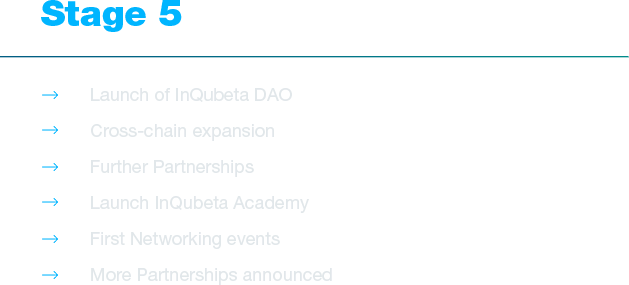 Stage 5
Launch of InQubeta DAO
Cross-chain expansion
Further Partnerships
Launch InQubeta Academy
First Networking events
More Partnerships announced